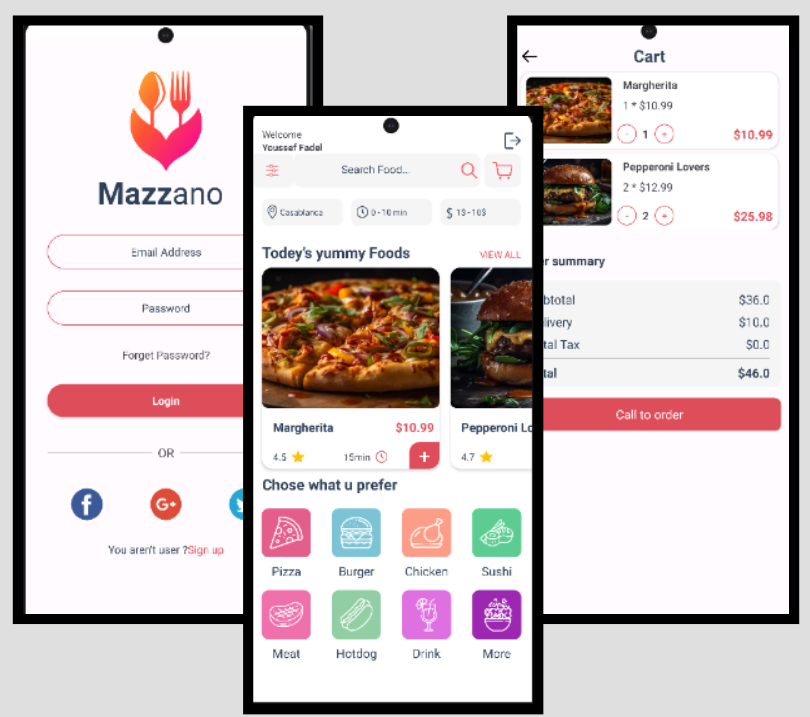 Mazzano
Email Address
Password
Forget Password?
Login
OR
f
G+
You aren't user ?Sign up
Welcome
Youssef Fadel
Search Food...
Casablanca
0 - 10 min
$ 1$ - 10$
Todey's yummy Foods
VIEW ALL
Margherita
$10.99
4.5
15min
+
Pepperoni Lo
4.7
Chose what u prefer
Pizza
Burger
Chicken
Sushi
Meat
Hotdog
Drink
More
Cart
Margherita
1 * $10.99
- 1 +
$10.99
Pepperoni Lovers
2 * $12.99
- 2 +
$25.98
er summary
btotal
$36.0
livery
$10.0
tal Tax
$0.0
tal
$46.0
Call to order